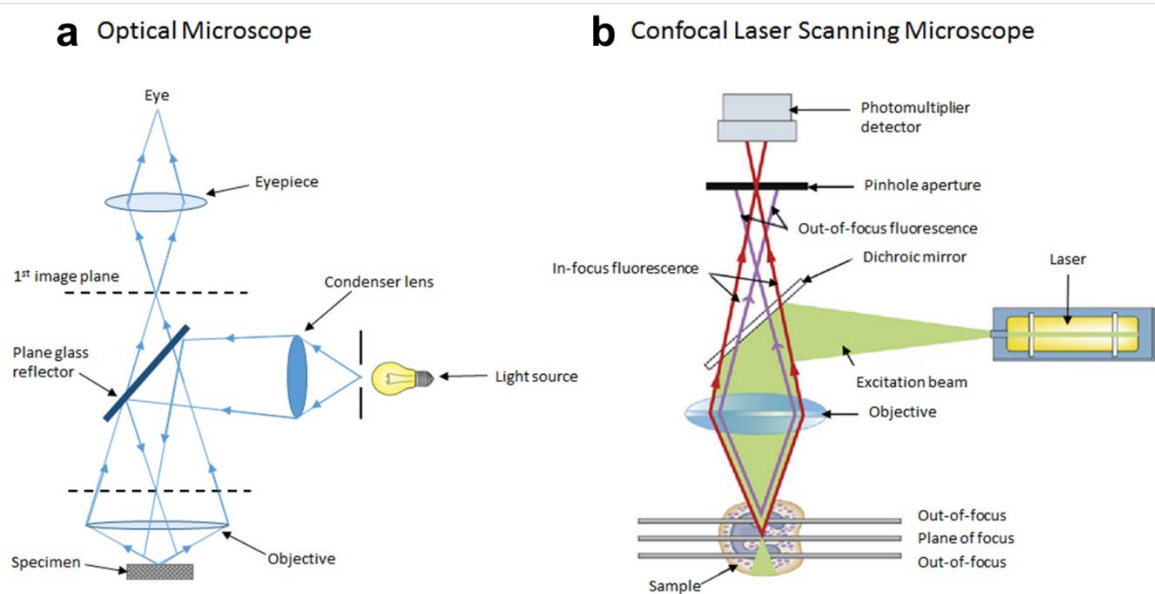 a Optical Microscope
Eye
Eyepiece
1st image plane
Condenser lens
Plane glass
reflector
Light source
Specimen
Objective
b Confocal Laser Scanning Microscope
Photomultiplier
detector
Pinhole aperture
Out-of-focus fluorescence
In-focus fluorescence
Dichroic mirror
Laser
Excitation beam
Objective
Out-of-focus
Plane of focus
Out-of-focus
Sample